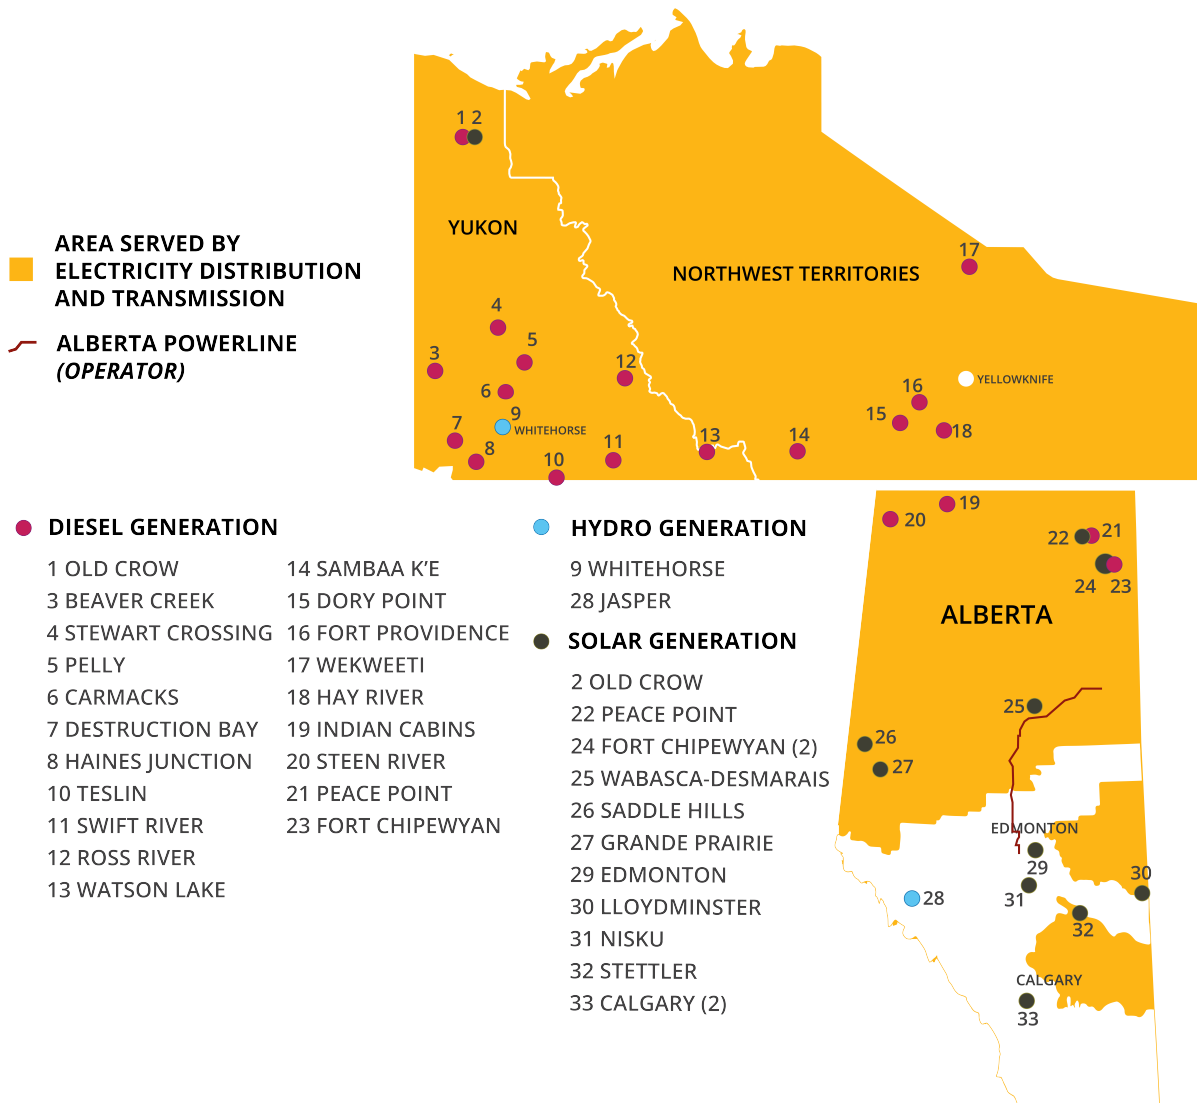 1 2
YUKON
NORTHWEST TERRITORIES
17
AREA SERVED BY
ELECTRICITY DISTRIBUTION
AND TRANSMISSION
ALBERTA POWERLINE
(OPERATOR)
4
5
3
12
6
16
YELLOWKNIFE
15
18
9
WHITEHORSE
7
8
10
11
13
14
DIESEL GENERATION
1 OLD CROW
3 BEAVER CREEK
4 STEWART CROSSING
5 PELLY
6 CARMACKS
7 DESTRUCTION BAY
8 HAINES JUNCTION
10 TESLIN
11 SWIFT RIVER
12 ROSS RIVER
13 WATSON LAKE
14 SAMBAA K'E
15 DORY POINT
16 FORT PROVIDENCE
17 WEKWEETI
18 HAY RIVER
19 INDIAN CABINS
20 STEEN RIVER
21 PEACE POINT
23 FORT CHIPEWYAN
HYDRO GENERATION
9 WHITEHORSE
28 JASPER
SOLAR GENERATION
2 OLD CROW
22 PEACE POINT
24 FORT CHIPEWYAN (2)
25 WABASCA-DESMARAIS
26 SADDLE HILLS
27 GRANDE PRAIRIE
29 EDMONTON
30 LLOYDMINSTER
31 NISKU
32 STETTLER
33 CALGARY (2)
19
20
22
21
24
23
ALBERTA
25
26
27
EDMONTON
29
30
31
28
32
CALGARY
33